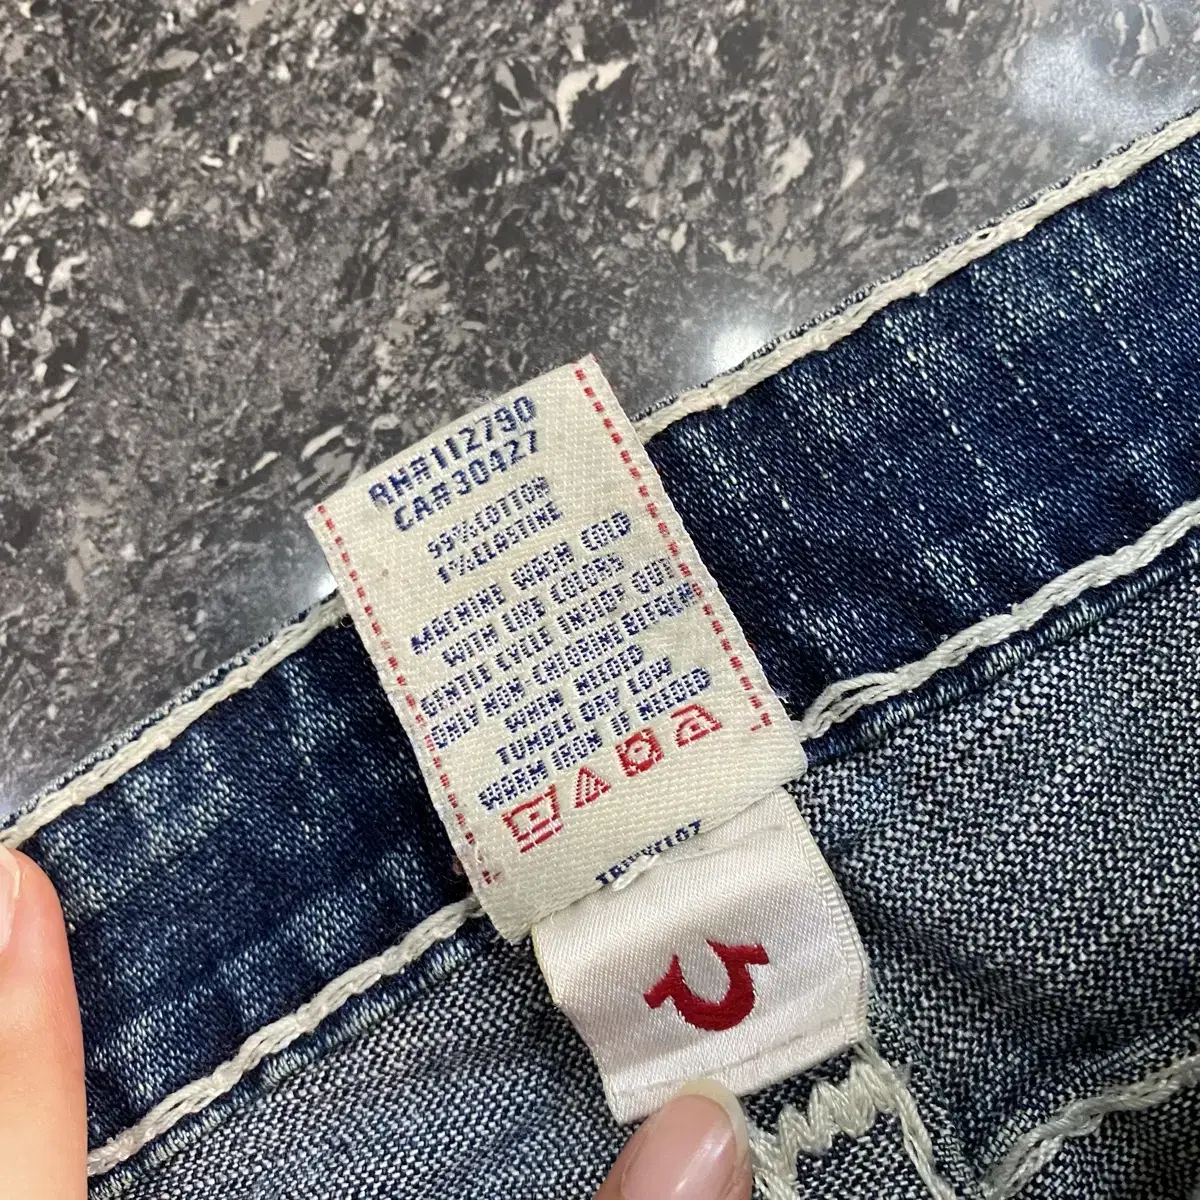 RN#112790
CA#30427
99%COTTON
1%ELASTINE
MACHINE WASH COLD
WITH LIKE COLORS
GENTLE CYCLE INSIDE OUT
ONLY NON CHLORINE BLEACH
WHEN NEEDED
TUMBLE DRY LOW
WARM IRON IF NEED